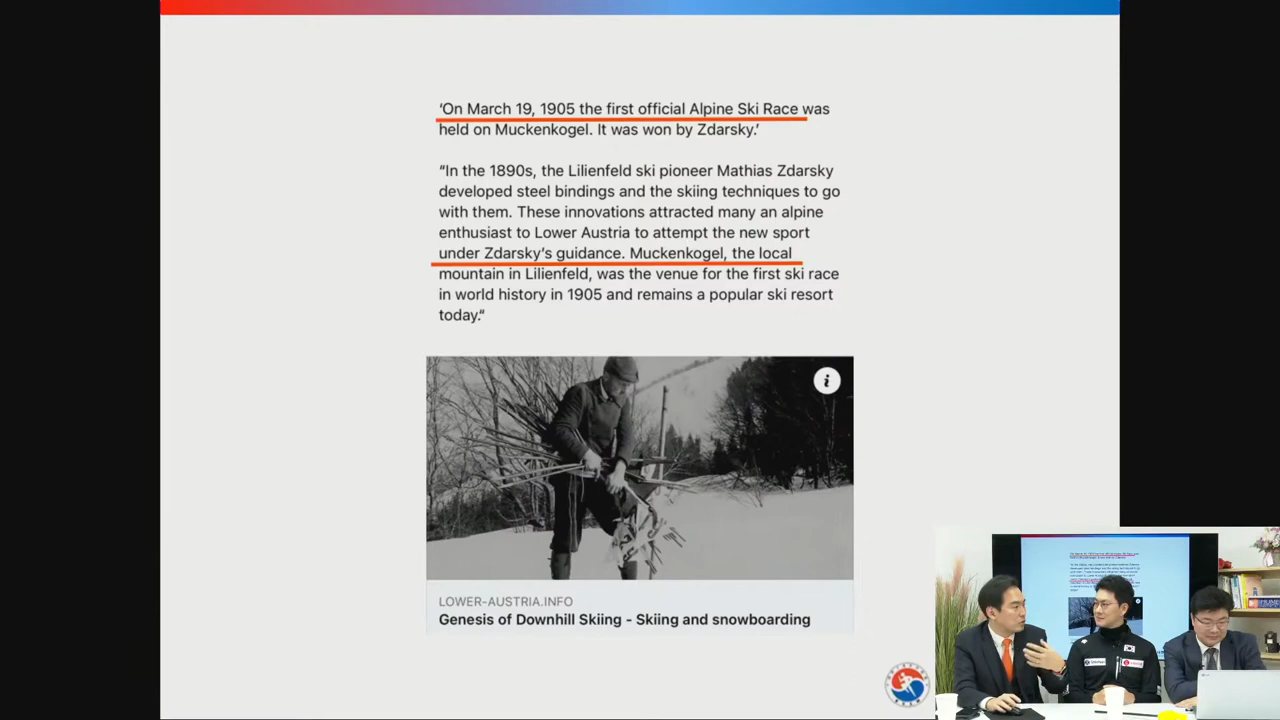 ‘On March 19, 1905 the first official Alpine Ski Race was
held on Muckenkogel. It was won by Zdarsky.’
“In the 1890s, the Lilienfeld ski pioneer Mathias Zdarsky
developed steel bindings and the skiing techniques to go
with them. These innovations attracted many an alpine
enthusiast to Lower Austria to attempt the new sport
under Zdarsky’s guidance. Muckenkogel, the local
mountain in Lilienfeld, was the venue for the first ski race
in world history in 1905 and remains a popular ski resort
today.“
i
LOWER-AUSTRIA.INFO
Genesis of Downhill Skiing - Skiing and snowboarding